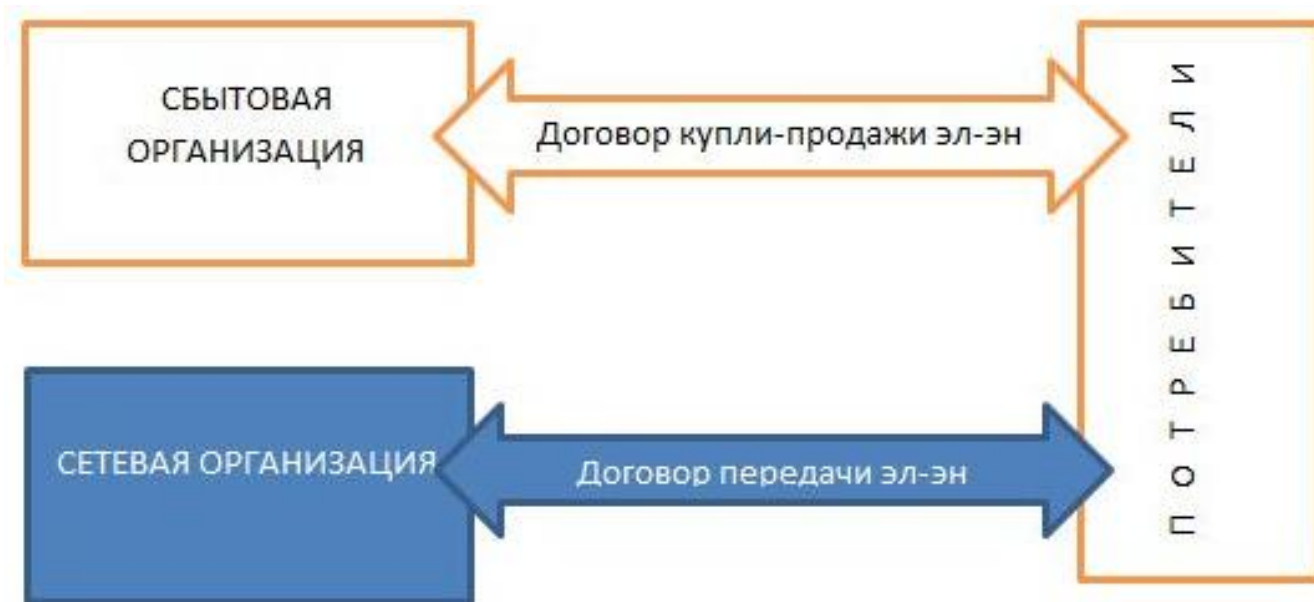 СБЫТОВАЯ
ОРГАНИЗАЦИЯ
Договор купли-продажи эл-эн
ПОТРЕБИТЕЛИ
СЕТЕВАЯ ОРГАНИЗАЦИЯ
Договор передачи эл-эн